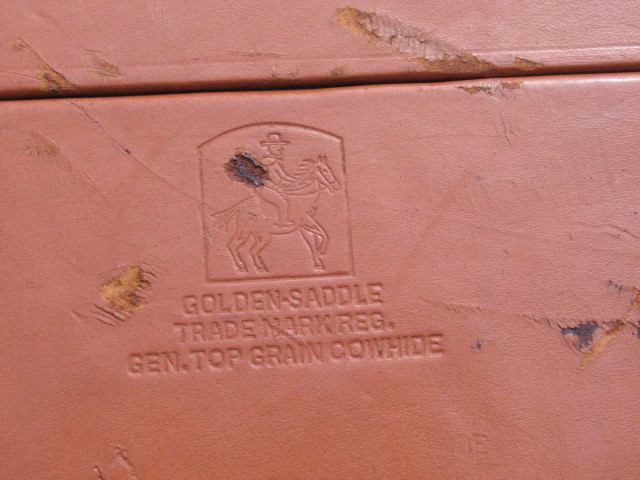 GOLDEN-SADDLE
TRADE MARK REG.
GEN. TOP GRAIN COWHIDE